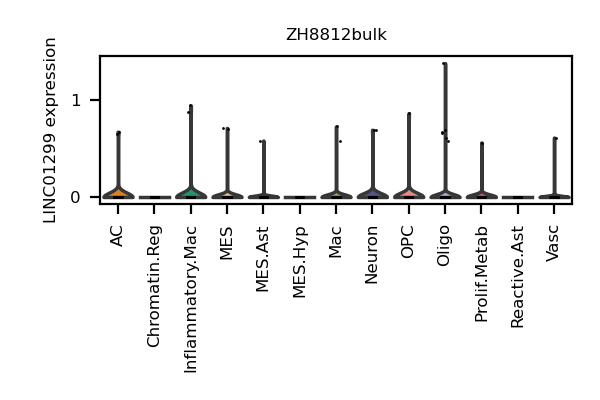 ZH8812bulk
LINC01299 expression
1
0
AC
Chromatin.Reg
Inflammatory.Mac
MES
MES.Ast
MES.Hyp
Mac
Neuron
OPC
Oligo
Prolif.Metab
Reactive.Ast
Vasc